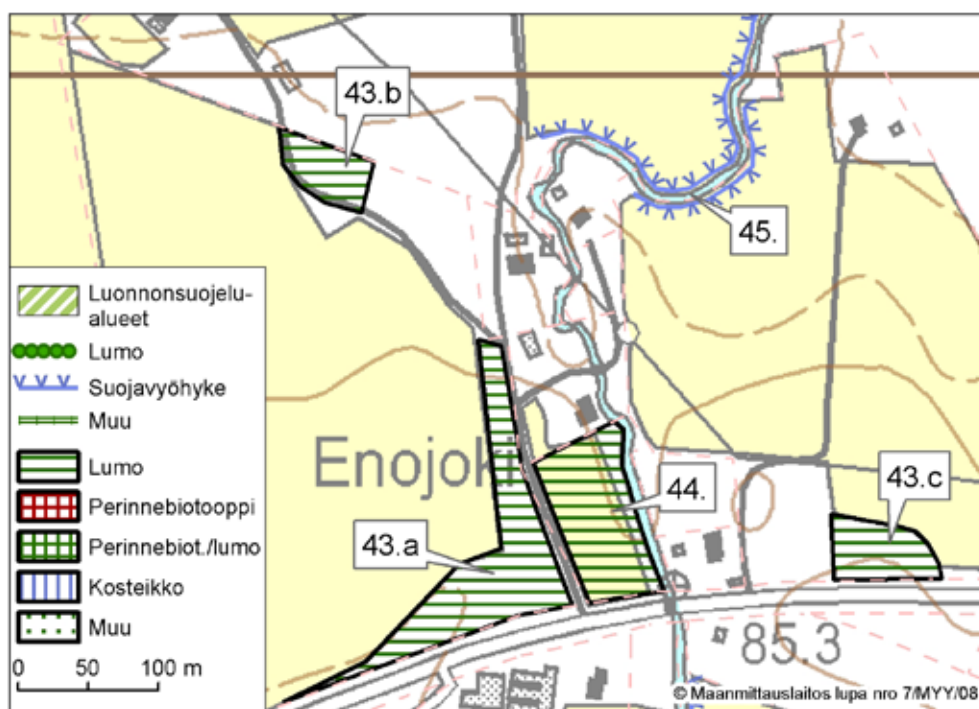 43.b
45.
Luonnonsuojelu-
alueet
Lumo
Suojavyöhyke
Muu
Lumo
Perinnebiotooppi
Perinnebiot./lumo
Kosteikko
Muu
0 50 100 m
Enojoki
43.a
44.
43.c
85.3
© Maanmittauslaitos lupa nro 7/MYY/08